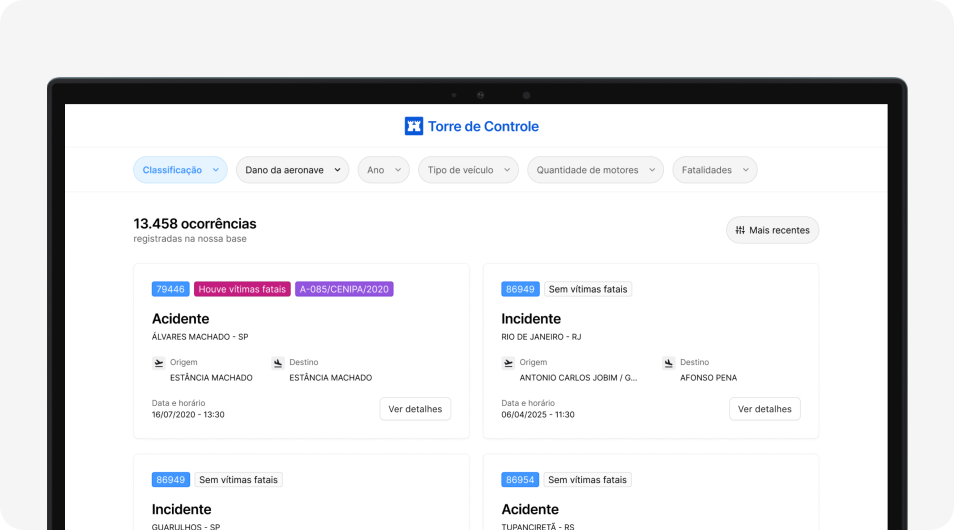 Torre de Controle
Classificação
Dano da aeronave
Ano
Tipo de veículo
Quantidade de motores
Fatalidades
13.458 ocorrências
registradas na nossa base
Mais recentes
79446 Houve vítimas fatais A-085/CENIPA/2020
Acidente
ÁLVARES MACHADO - SP
Origem
ESTÂNCIA MACHADO
Destino
ESTÂNCIA MACHADO
Data e horário
16/07/2020 - 13:30
Ver detalhes
86949 Sem vítimas fatais
Incidente
RIO DE JANEIRO - RJ
Origem
ANTONIO CARLOS JOBIM / G...
Destino
AFONSO PENA
Data e horário
06/04/2025 - 11:30
Ver detalhes
86949 Sem vítimas fatais
Incidente
GUARULHOS - SP
86954 Sem vítimas fatais
Acidente
TUPANCIRETÃ - RS